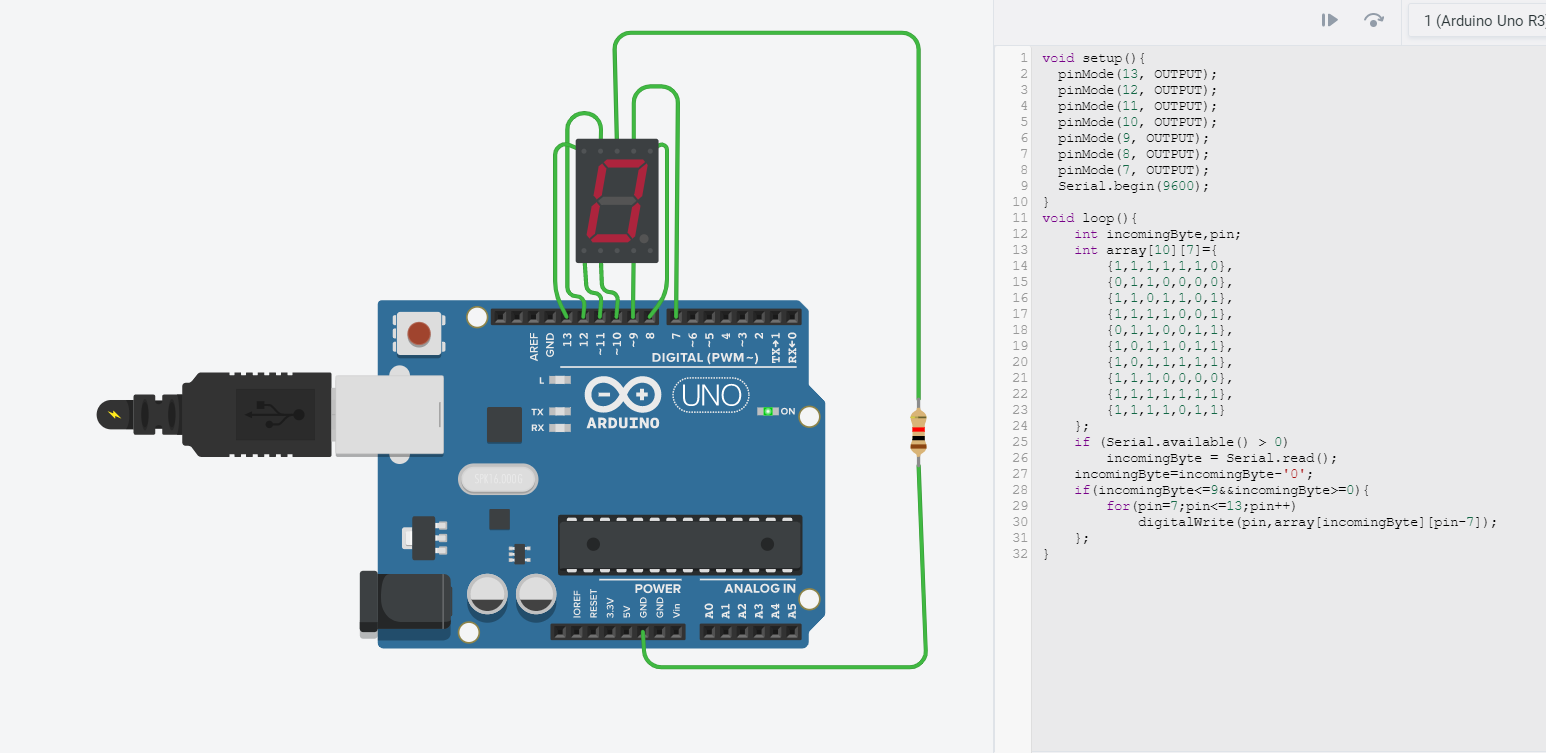 1 (Arduino Uno R3)
1 void setup(){
2 pinMode(13, OUTPUT);
3 pinMode(12, OUTPUT);
4 pinMode(11, OUTPUT);
5 pinMode(10, OUTPUT);
6 pinMode(9, OUTPUT);
7 pinMode(8, OUTPUT);
8 pinMode(7, OUTPUT);
9 Serial.begin(9600);
10 }
11 void loop(){
12 int incomingByte,pin;
13 int array[10][7]={
14 {1,1,1,1,1,1,0},
15 {0,1,1,0,0,0,0},
16 {1,1,0,1,1,0,1},
17 {1,1,1,1,0,0,1},
18 {0,1,1,0,0,1,1},
19 {1,0,1,1,0,1,1},
20 {1,0,1,1,1,1,1},
21 {1,1,1,0,0,0,0},
22 {1,1,1,1,1,1,1},
23 {1,1,1,1,0,1,1}
24 };
25 if (Serial.available() > 0)
26 incomingByte = Serial.read();
27 incomingByte=incomingByte-'0';
28 if(incomingByte<=9&&incomingByte>=0){
29 for(pin=7;pin<=13;pin++)
30 digitalWrite(pin,array[incomingByte][pin-7]);
31 };
32 }
AREF GND 13 12 ~11 ~10 ~9 8 7 ~6 ~5 4 ~3 2 TX→1 RX←0
DIGITAL (PWM~)
L
TX
RX
ARDUINO
UNO
ON
POWER
ANALOG IN
IOREF RESET 3.3V 5V GND GND Vin A0 A1 A2 A3 A4 A5